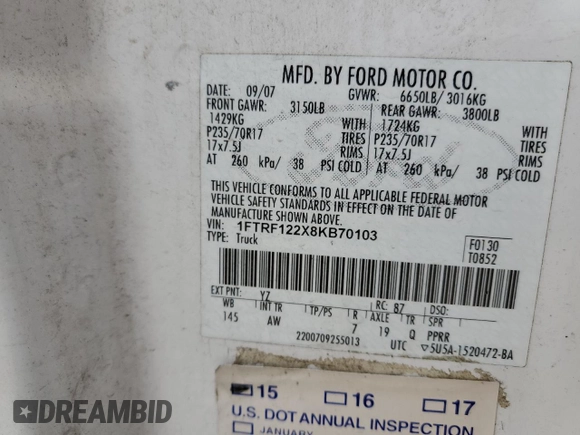 MFD. BY FORD MOTOR CO.
DATE: 09/07 GVWR: 6650LB/ 3016KG
FRONT GAWR: 3150LB REAR GAWR: 3800LB
1429KG WITH 1724KG WITH
P235/70R17 TIRES P235/70R17 TIRES
17x7.5J RIMS 17x7.5J RIMS
AT 260 kPa/ 38 PSI COLD AT 260 kPa/ 38 PSI COLD
THIS VEHICLE CONFORMS TO ALL APPLICABLE FEDERAL MOTOR
VEHICLE SAFETY STANDARDS IN EFFECT ON THE DATE OF
MANUFACTURE SHOWN ABOVE.
VIN: 1FTRF122X8KB70103
TYPE: Truck
F0130
T0852
EXT PNT: YZ RC: 87 DSO:
WB INT TR TP/PS R AXLE TR SPR
145 AW 7 19 Q PPRR
2200709255013 UTC ▽5U5A-1520472-BA
15 16 17
U.S. DOT ANNUAL INSPECTION
JANUARY
DREAMBID